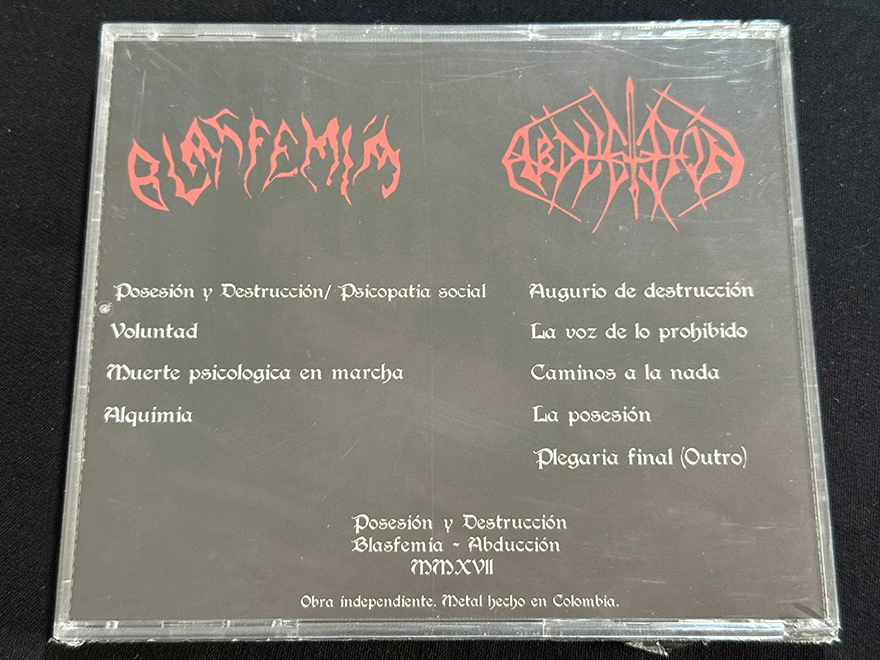 BLASFEMIA
ABDUCCIÓN
Posesión y Destrucción/ Psicopatia social
Voluntad
Muerte psicologica en marcha
Alquimia
Augurio de destrucción
La voz de lo prohibido
Caminos a la nada
La posesión
Plegaria final (Outro)
Posesión y Destrucción
Blasfemia - Abducción
MMXVII
Obra independiente. Metal hecho en Colombia.